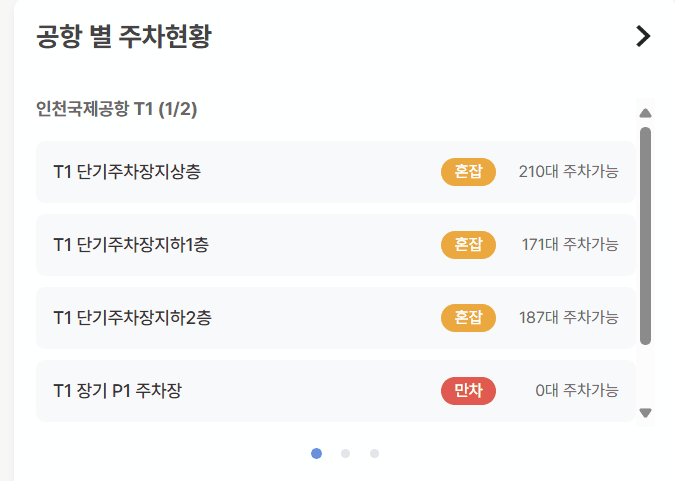 공항 별 주차현황
인천국제공항 T1 (1/2)
T1 단기주차장지상층 혼잡 210대 주차가능
T1 단기주차장지하1층 혼잡 171대 주차가능
T1 단기주차장지하2층 혼잡 187대 주차가능
T1 장기 P1 주차장 만차 0대 주차가능